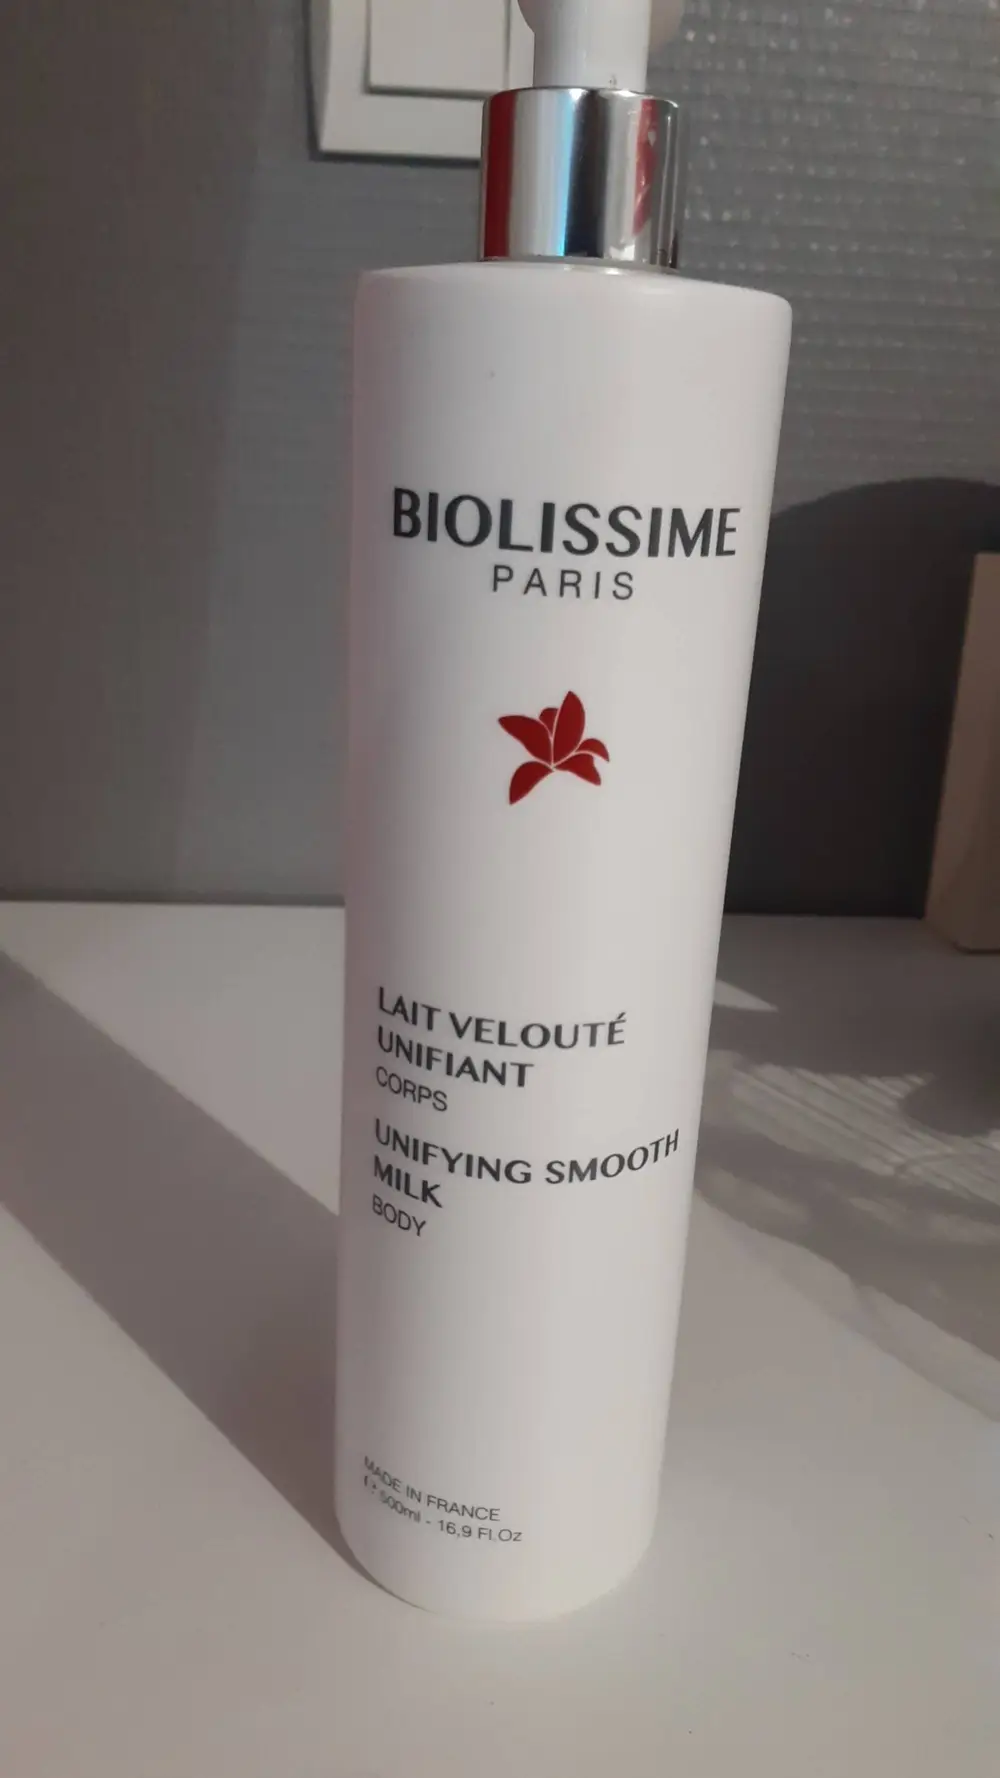 BIOLISSIME
PARIS
LAIT VELOUTÉ
UNIFIANT
CORPS
UNIFYING SMOOTH
MILK
BODY
MADE IN FRANCE
500ml - 16,9 Fl.Oz